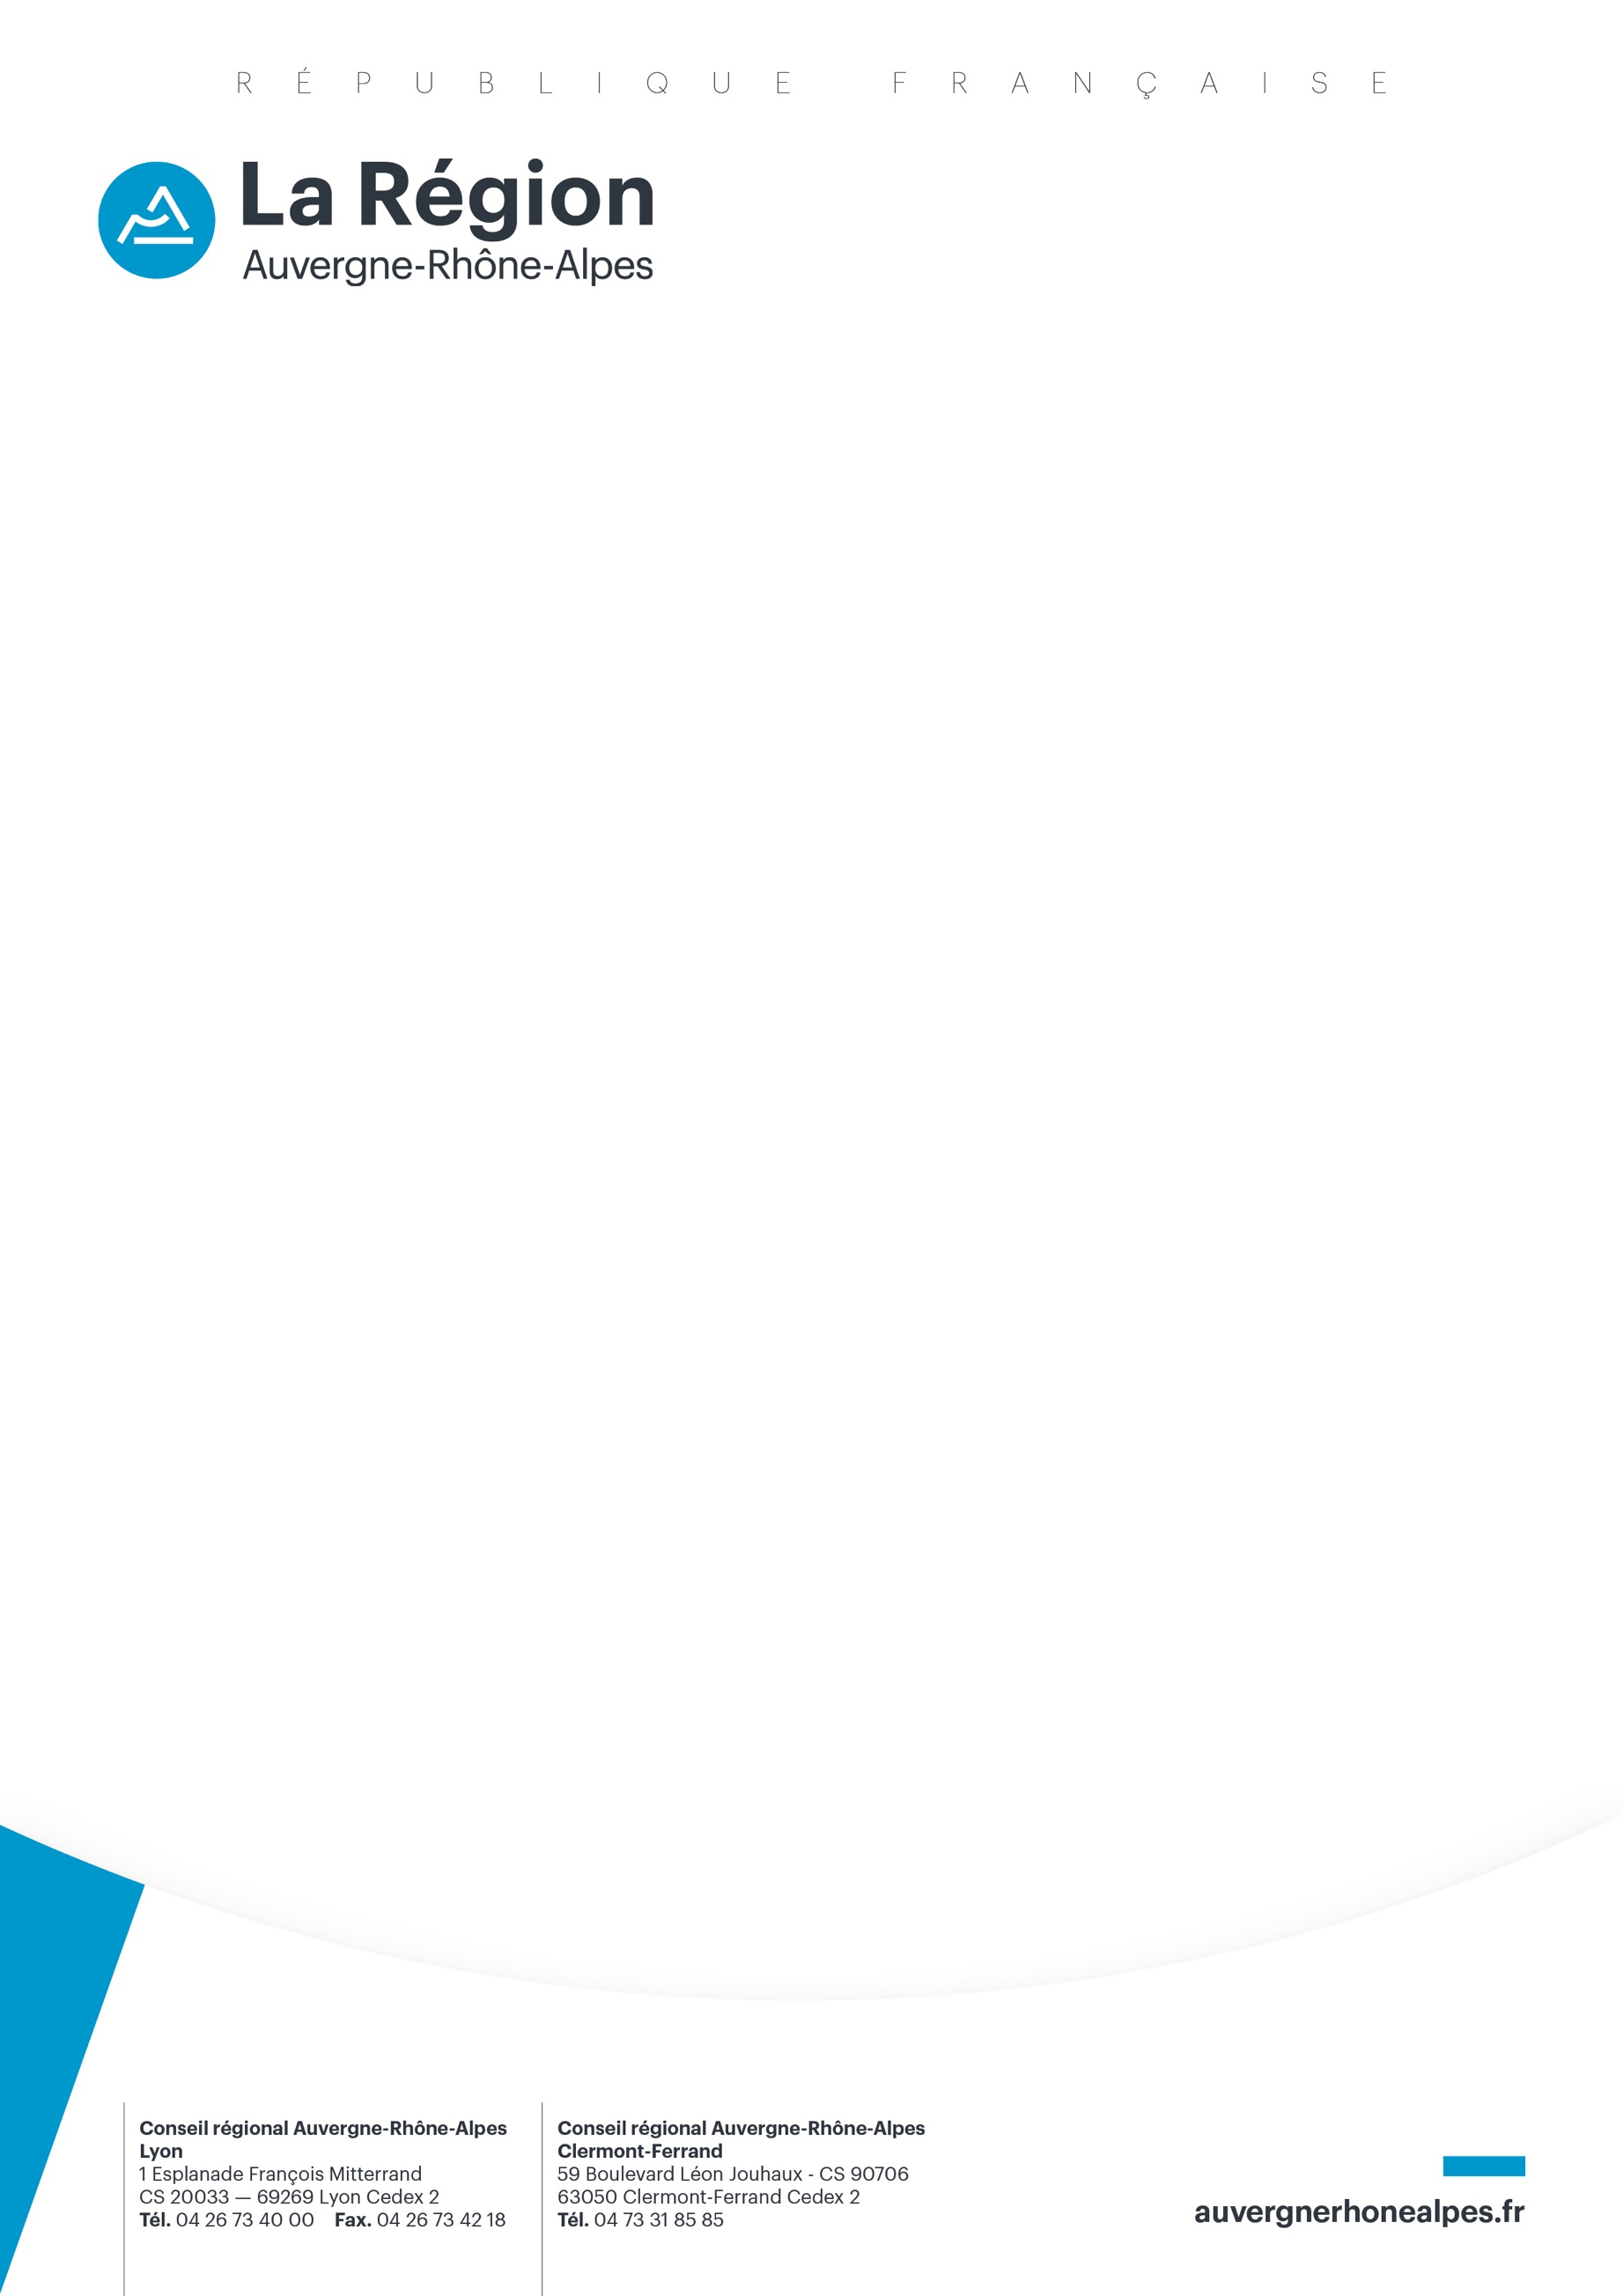 RÉPUBLIQUE FRANÇAISE
La Région
Auvergne-Rhône-Alpes
Conseil régional Auvergne-Rhône-Alpes
Lyon
1 Esplanade François Mitterrand
CS 20033 — 69269 Lyon Cedex 2
Tél. 04 26 73 40 00 Fax. 04 26 73 42 18
Conseil régional Auvergne-Rhône-Alpes
Clermont-Ferrand
59 Boulevard Léon Jouhaux - CS 90706
63050 Clermont-Ferrand Cedex 2
Tél. 04 73 31 85 85
auvergnerhonealpes.fr